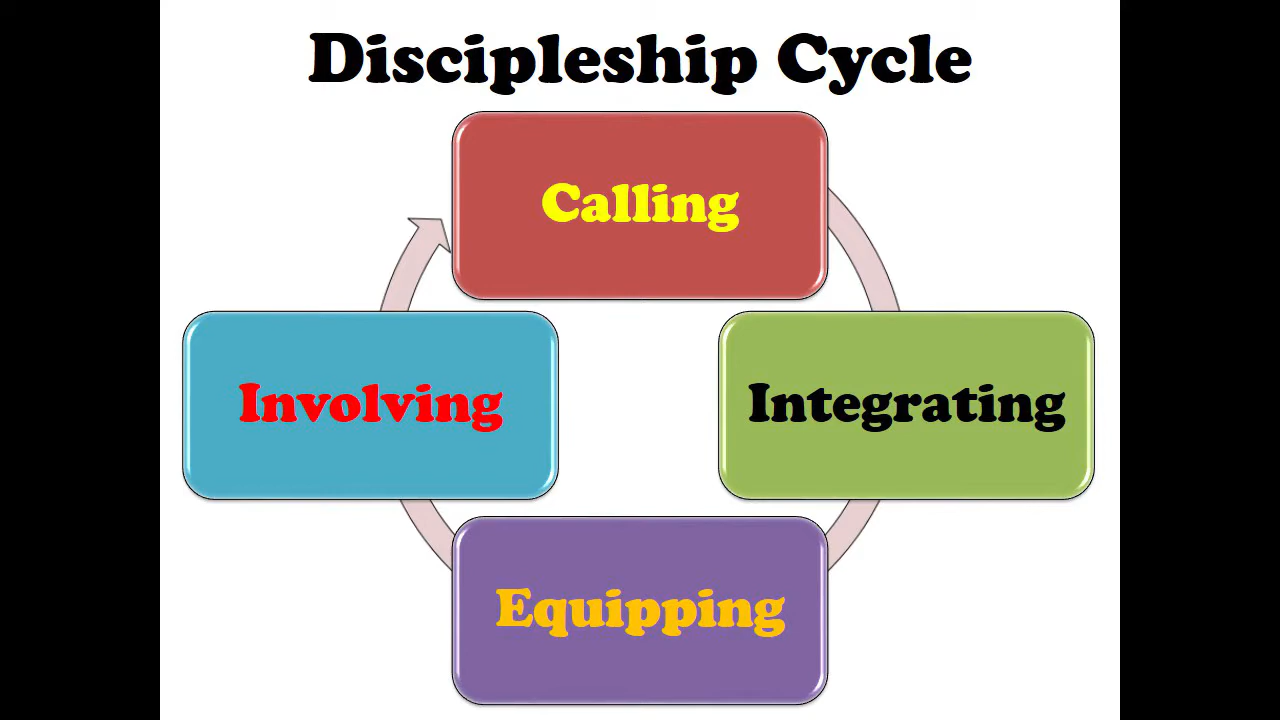 Discipleship Cycle
Calling
Involving
Integrating
Equipping